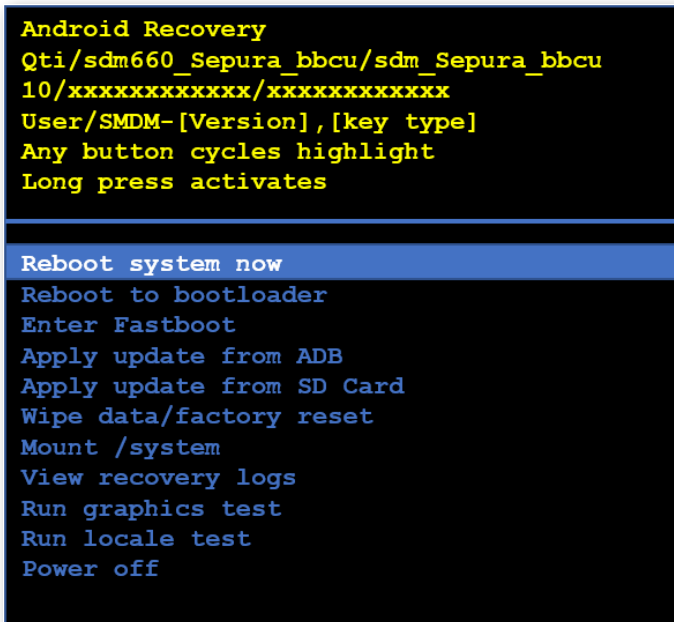 Android Recovery
Qti/sdm660_Sepura_bbcu/sdm_Sepura_bbcu
10/xxxxxxxxxxxx/xxxxxxxxxxxx
User/SMDM-[Version],[key type]
Any button cycles highlight
Long press activates
Reboot system now
Reboot to bootloader
Enter Fastboot
Apply update from ADB
Apply update from SD Card
Wipe data/factory reset
Mount /system
View recovery logs
Run graphics test
Run locale test
Power off